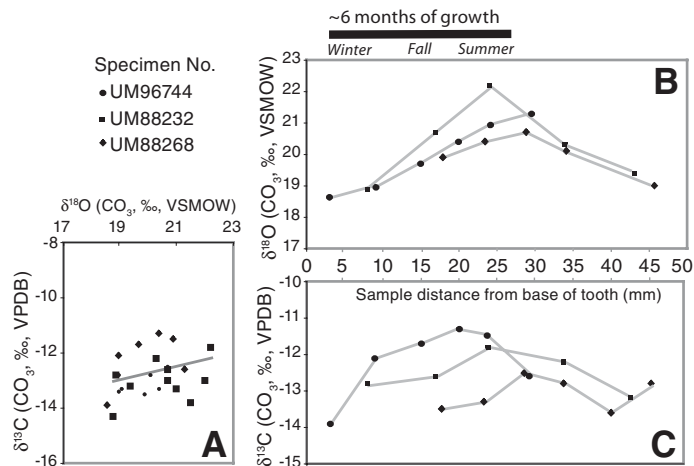 ~6 months of growth
Winter Fall Summer
Specimen No.
UM96744
UM88232
UM88268
δ18O (CO3, ‰, VSMOW)
17 19 21 23
-8
-10
-12
-14
-16
δ13C (CO3, ‰, VPDB)
A
23
22
21
20
19
18
17
δ18O (CO3, ‰, VSMOW)
B
0 5 10 15 20 25 30 35 40 45 50
Sample distance from base of tooth (mm)
-10
-11
-12
-13
-14
-15
δ13C (CO3, ‰, VPDB)
C